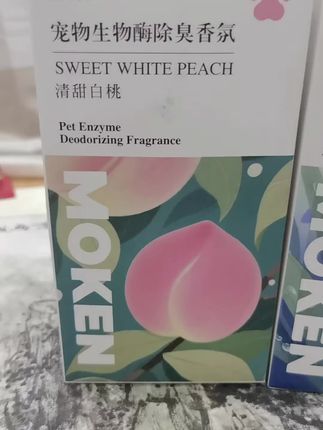 宠物生物酶除臭香氛
SWEET WHITE PEACH
清甜白桃
Pet Enzyme
Deodorizing Fragrance
MOKEN
MOKEN